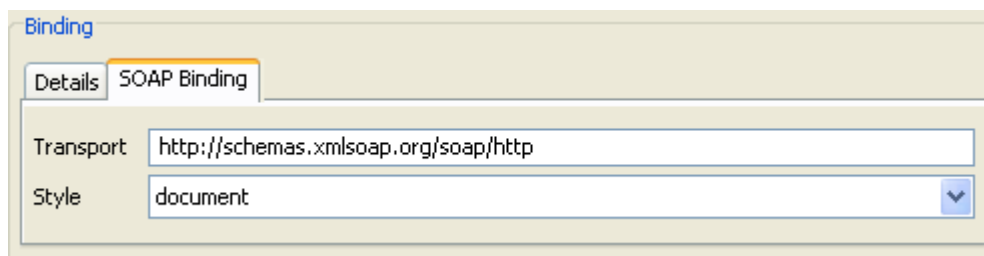 Binding
Details SOAP Binding
Transport http://schemas.xmlsoap.org/soap/http
Style document